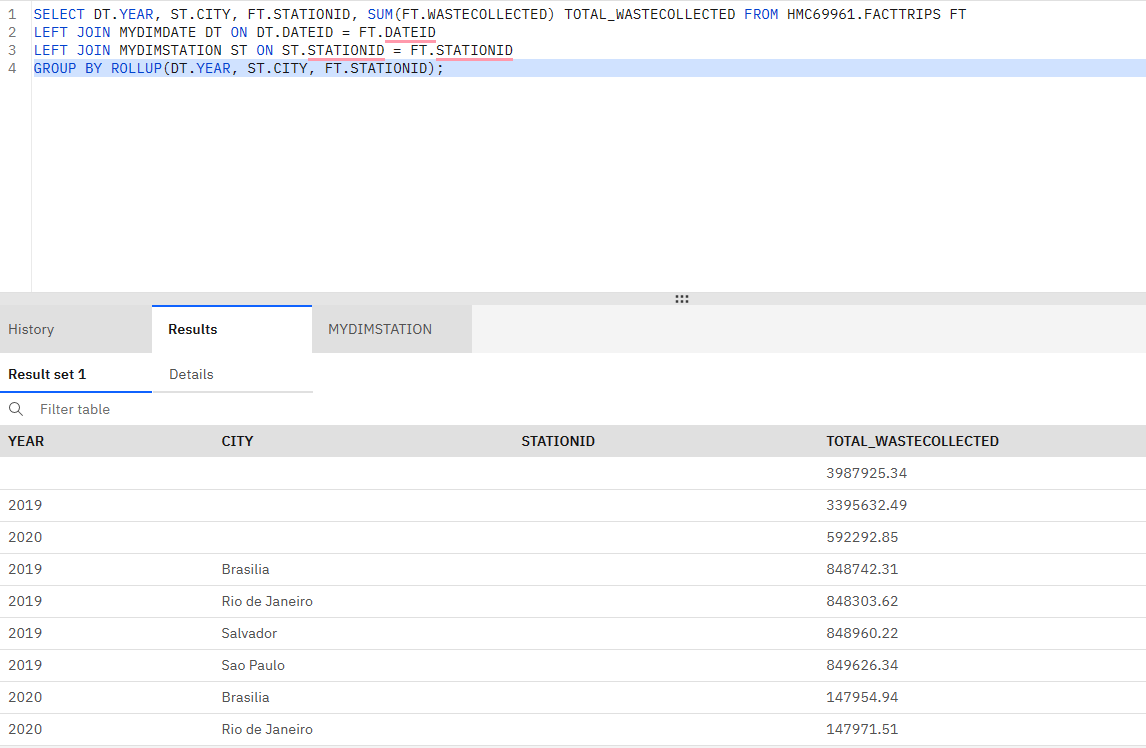 1 SELECT DT.YEAR, ST.CITY, FT.STATIONID, SUM(FT.WASTECOLLECTED) TOTAL_WASTECOLLECTED FROM HMC69961.FACTTRIPS FT
2 LEFT JOIN MYDIMDATE DT ON DT.DATEID = FT.DATEID
3 LEFT JOIN MYDIMSTATION ST ON ST.STATIONID = FT.STATIONID
4 GROUP BY ROLLUP(DT.YEAR, ST.CITY, FT.STATIONID);
History Results MYDIMSTATION
Result set 1 Details
Filter table
YEAR CITY STATIONID TOTAL_WASTECOLLECTED
3987925.34
2019 3395632.49
2020 592292.85
2019 Brasilia 848742.31
2019 Rio de Janeiro 848303.62
2019 Salvador 848960.22
2019 Sao Paulo 849626.34
2020 Brasilia 147954.94
2020 Rio de Janeiro 147971.51